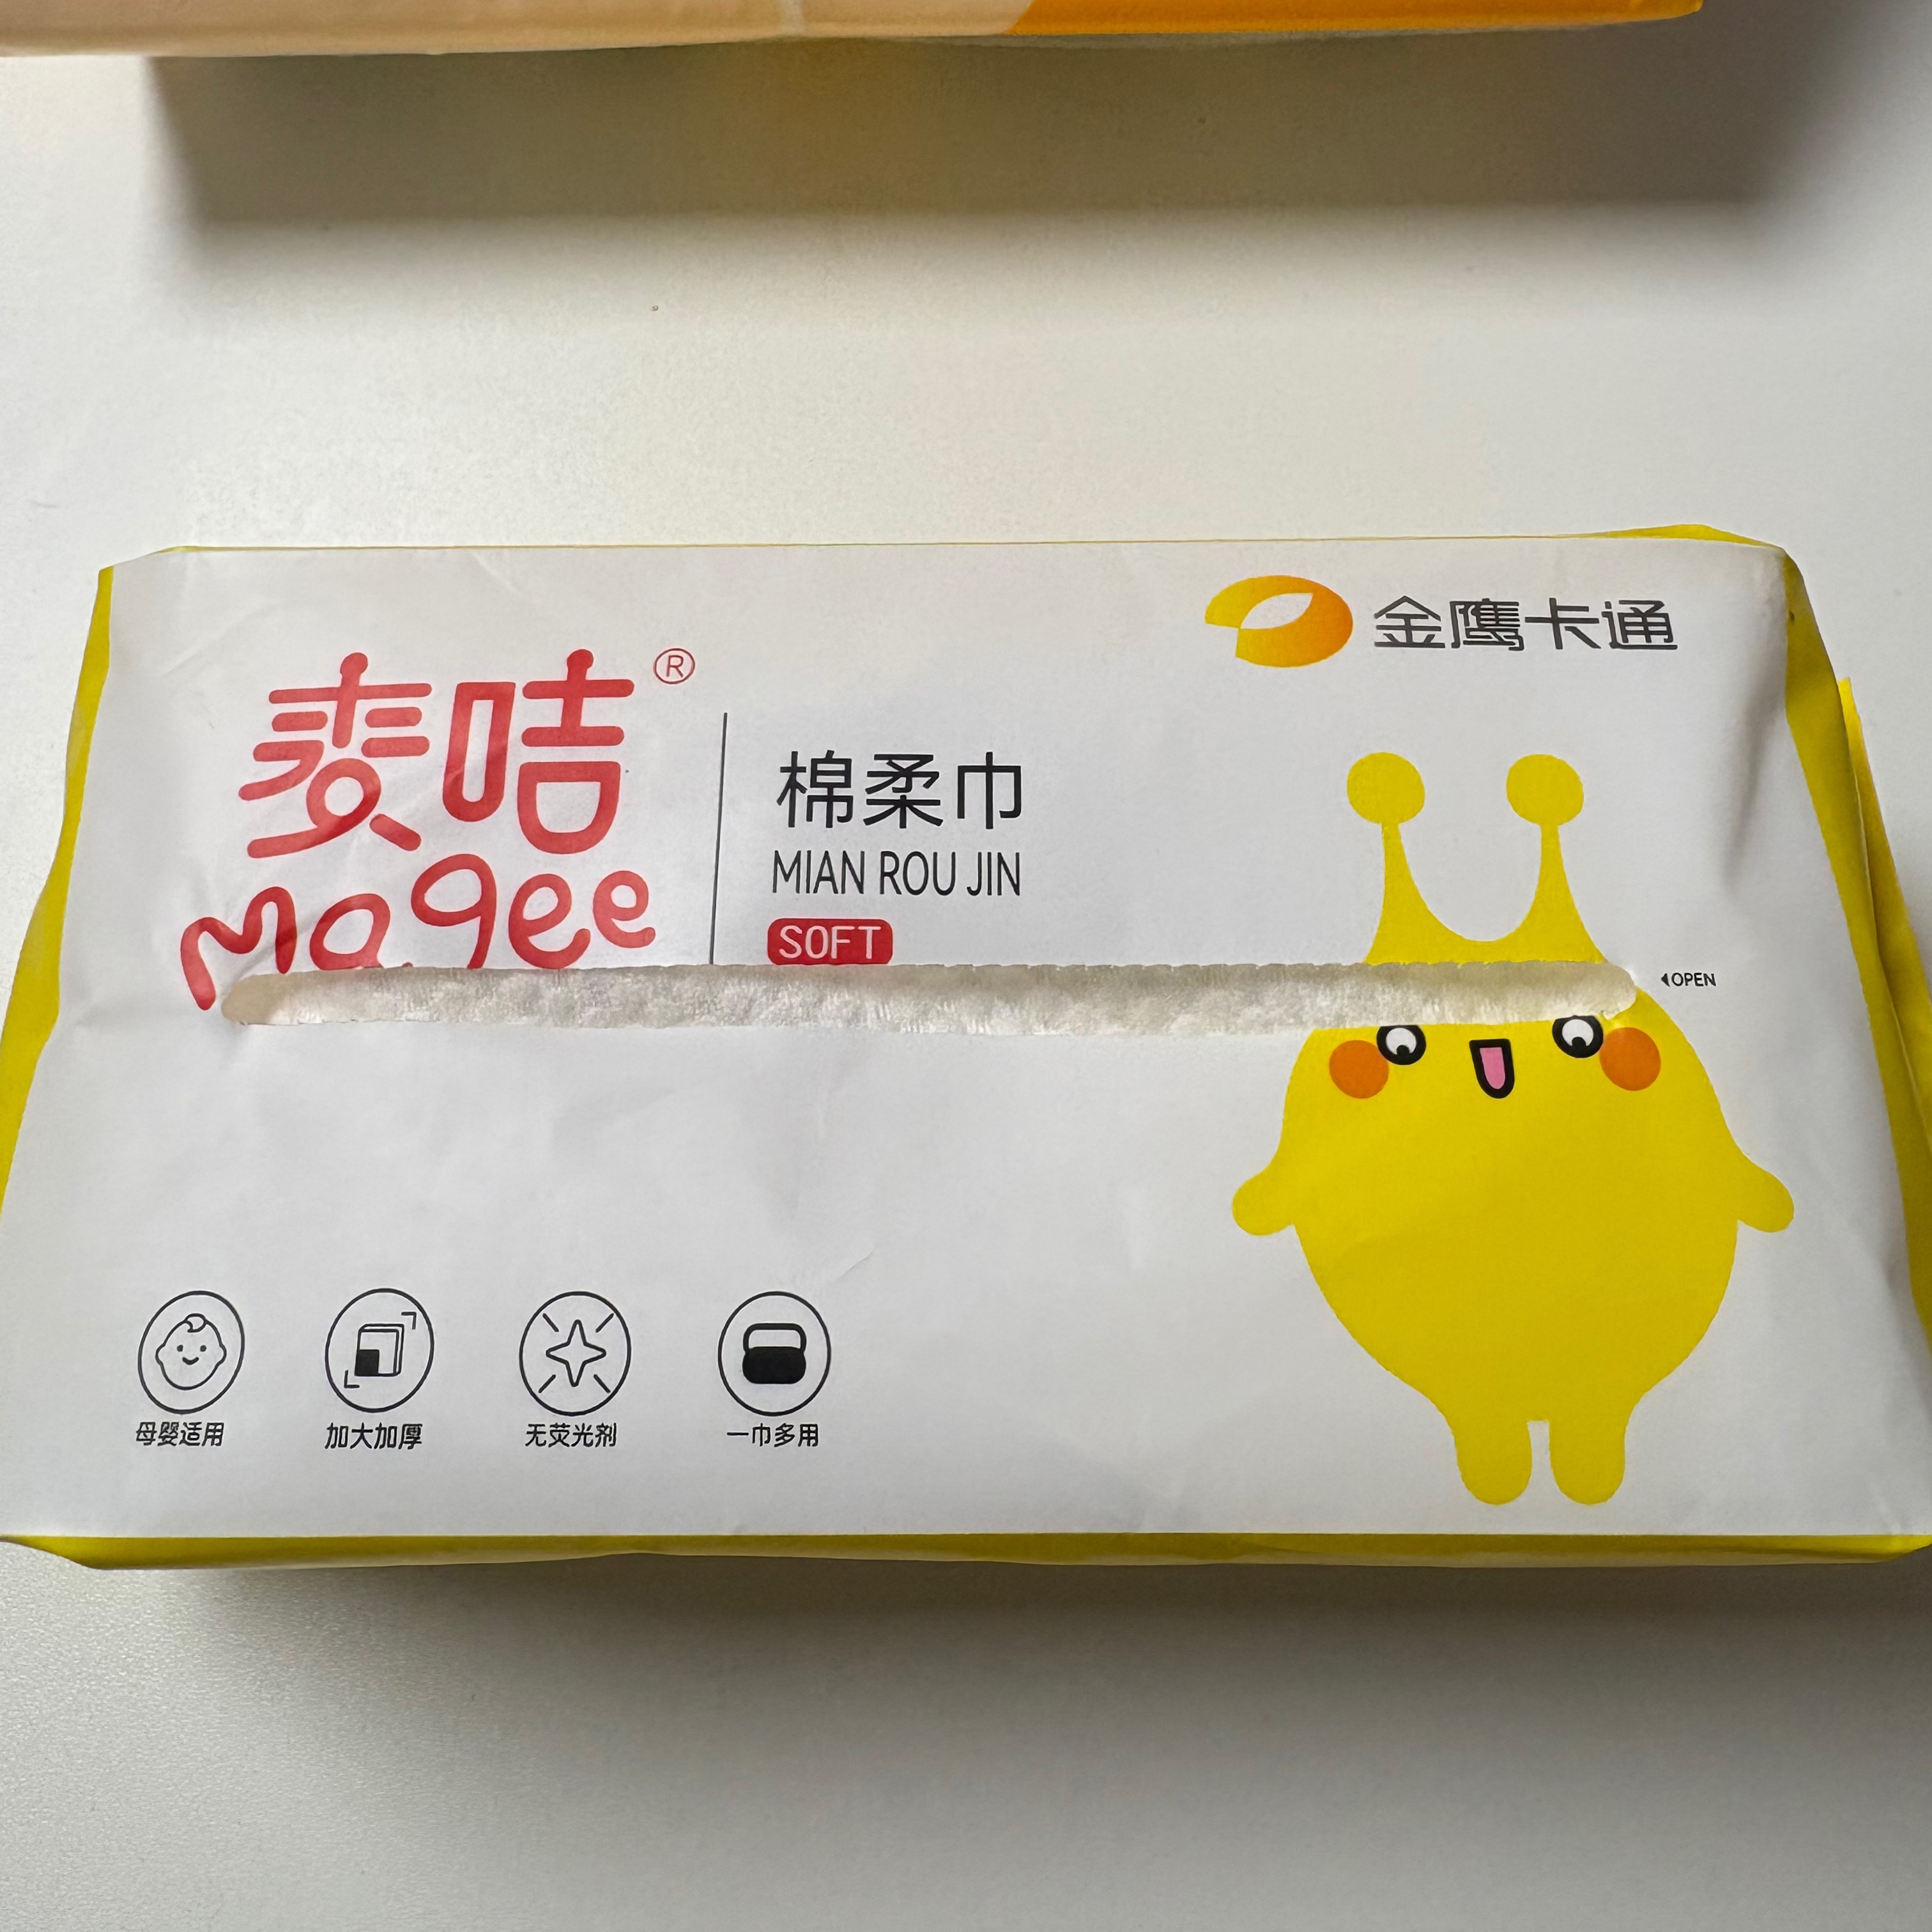 金鹰卡通
麦咭®
magee
棉柔巾
MIAN ROU JIN
SOFT
OPEN
母婴适用
加大加厚
无荧光剂
一巾多用